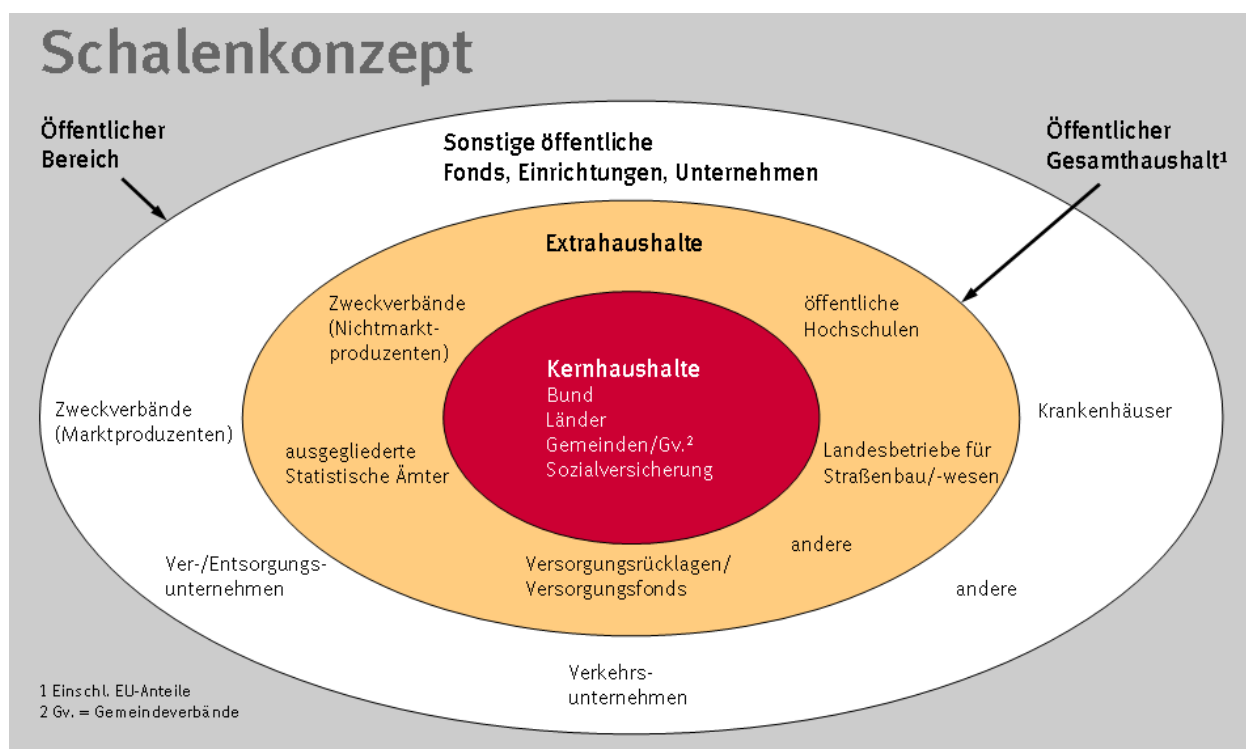 Schalenkonzept
Öffentlicher
Bereich
Sonstige öffentliche
Fonds, Einrichtungen, Unternehmen
Öffentlicher
Gesamthaushalt¹
Extrahaushalte
Zweckverbände
(Nichtmarkt-
produzenten)
öffentliche
Hochschulen
Kernhaushalte
Bund
Länder
Gemeinden/Gv.²
Sozialversicherung
Zweckverbände
(Marktproduzenten)
Krankenhäuser
ausgegliederte
Statistische Ämter
Landesbetriebe für
Straßenbau/-wesen
andere
Ver-/Entsorgungs-
unternehmen
Versorgungsrücklagen/
Versorgungsfonds
andere
Verkehrs-
unternehmen
1 Einschl. EU-Anteile
2 Gv. = Gemeindeverbände